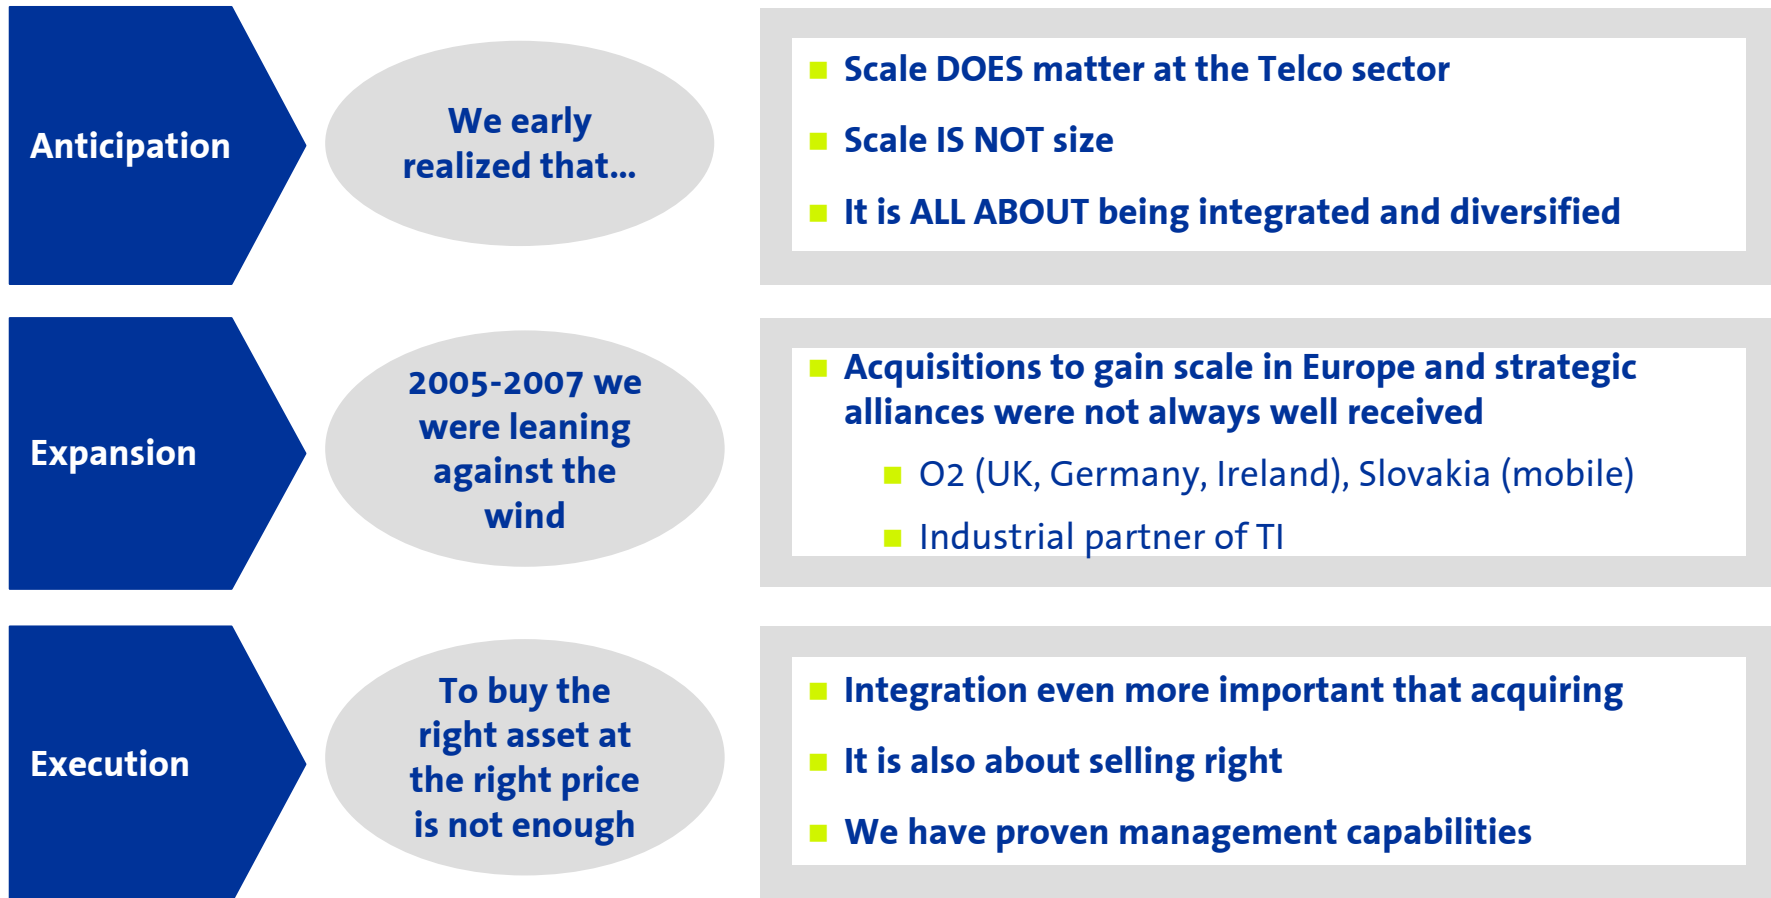 Anticipation
We early
realized that...
Scale DOES matter at the Telco sector
Scale IS NOT size
It is ALL ABOUT being integrated and diversified
Expansion
2005-2007 we
were leaning
against the
wind
Acquisitions to gain scale in Europe and strategic
alliances were not always well received
O2 (UK, Germany, Ireland), Slovakia (mobile)
Industrial partner of TI
Execution
To buy the
right asset at
the right price
is not enough
Integration even more important that acquiring
It is also about selling right
We have proven management capabilities